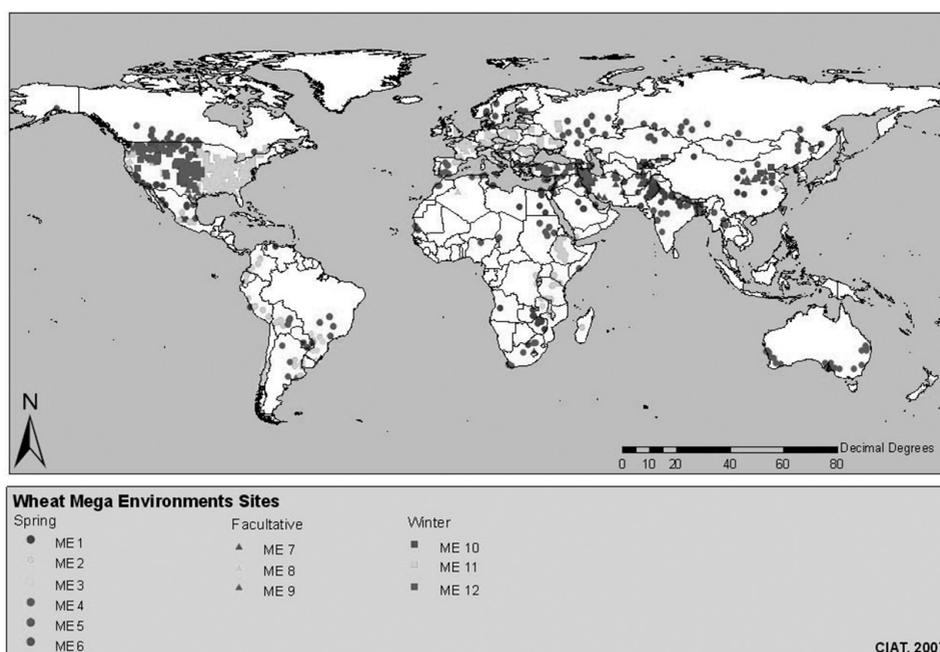 N
Decimal Degrees
0 10 20 40 60 80
Wheat Mega Environments Sites
Spring
ME 1
ME 2
ME 3
ME 4
ME 5
ME 6
Facultative
ME 7
ME 8
ME 9
Winter
ME 10
ME 11
ME 12
CIAT, 200